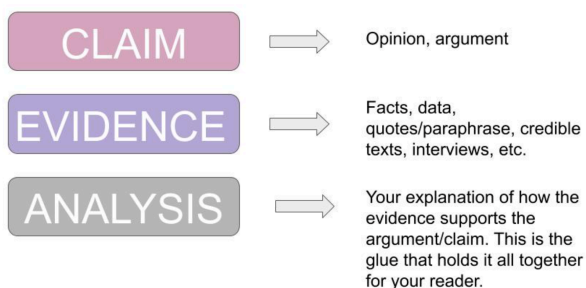 CLAIM
Opinion, argument
EVIDENCE
Facts, data,
quotes/paraphrase, credible
texts, interviews, etc.
ANALYSIS
Your explanation of how the
evidence supports the
argument/claim. This is the
glue that holds it all together
for your reader.